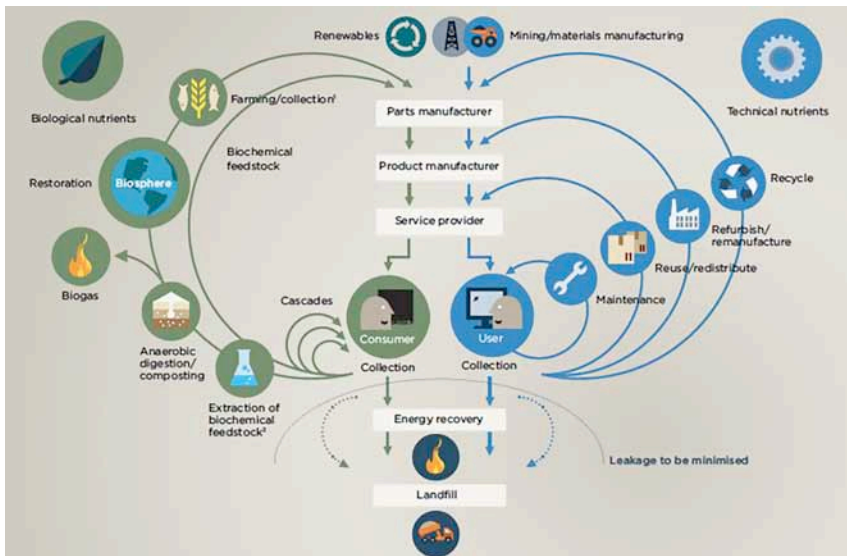 Renewables
Mining/materials manufacturing
Biological nutrients
Farming/collection¹
Parts manufacturer
Technical nutrients
Biochemical
feedstock
Product manufacturer
Restoration
Biosphere
Recycle
Service provider
Refurbish/
remanufacture
Reuse/redistribute
Biogas
Cascades
Maintenance
Consumer
User
Anaerobic
digestion/
composting
Collection
Collection
Extraction of
biochemical
feedstock²
Energy recovery
Leakage to be minimised
Landfill